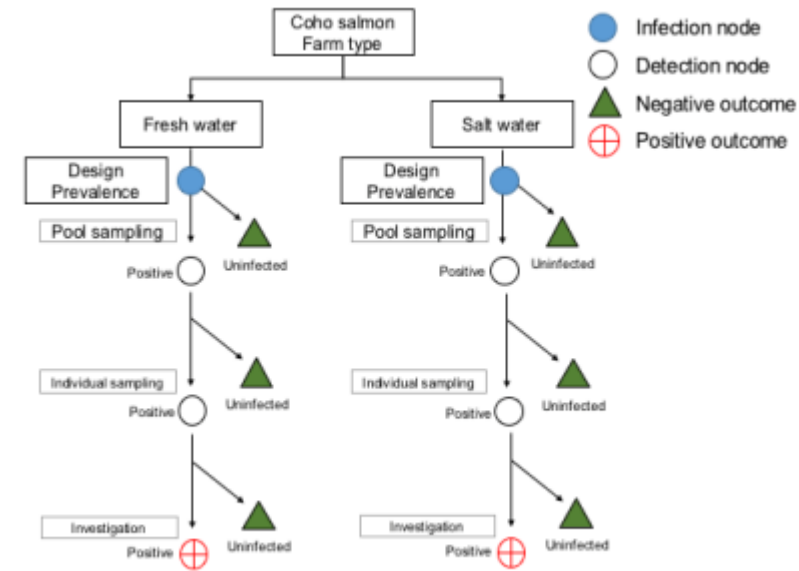 Coho salmon
Farm type
Infection node
Detection node
Negative outcome
Positive outcome
Fresh water
Salt water
Design
Prevalence
Design
Prevalence
Pool sampling
Pool sampling
Positive
Uninfected
Positive
Uninfected
Individual sampling
Individual sampling
Positive
Uninfected
Positive
Uninfected
Investigation
Investigation
Positive
Uninfected
Positive
Uninfected